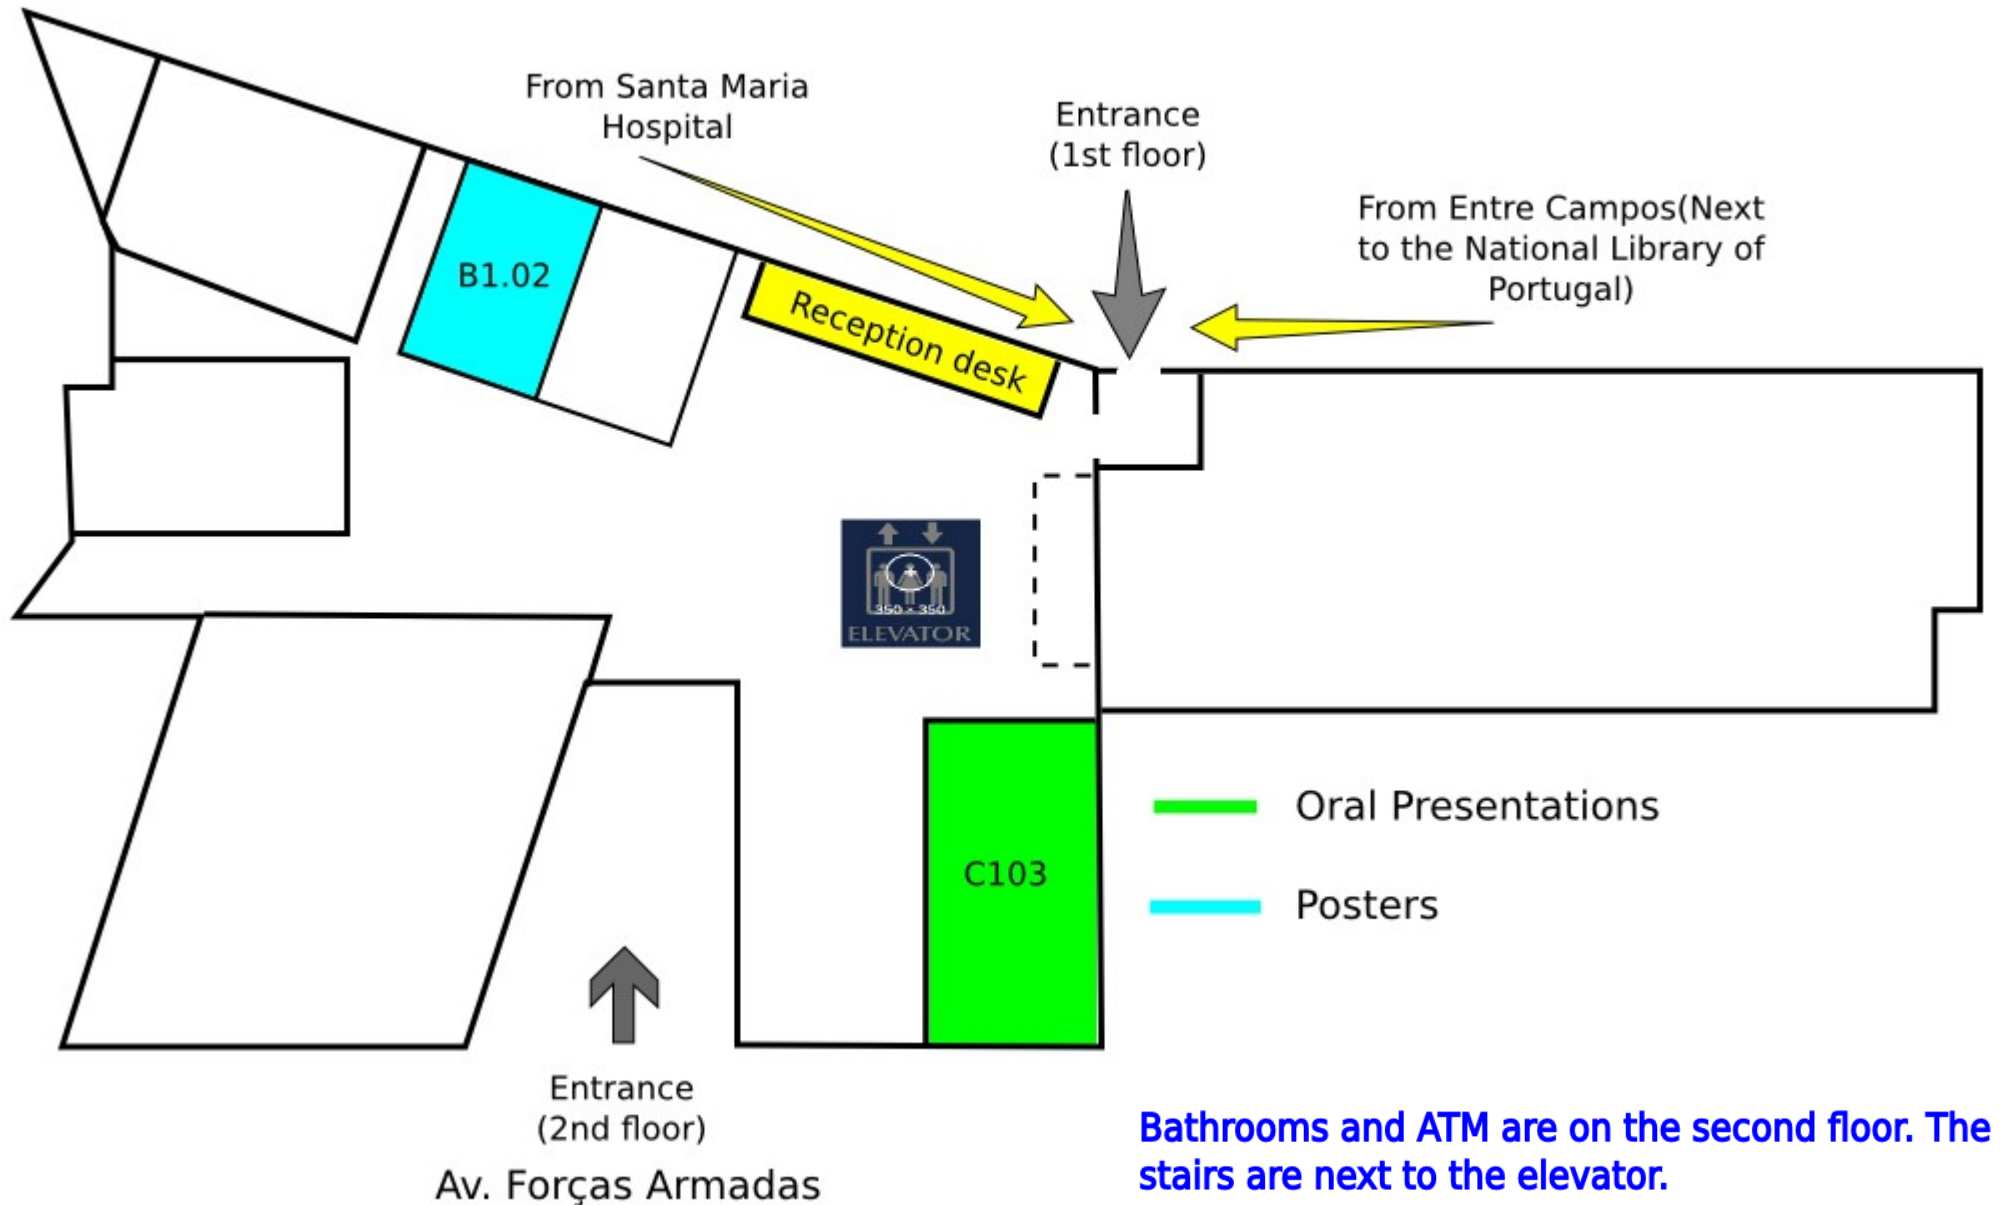 From Santa Maria
Hospital
Entrance
(1st floor)
From Entre Campos(Next
to the National Library of
Portugal)
B1.02
Reception desk
350 × 350
ELEVATOR
Oral Presentations
C103
Posters
Entrance
(2nd floor)
Av. Forças Armadas
Bathrooms and ATM are on the second floor. The
stairs are next to the elevator.